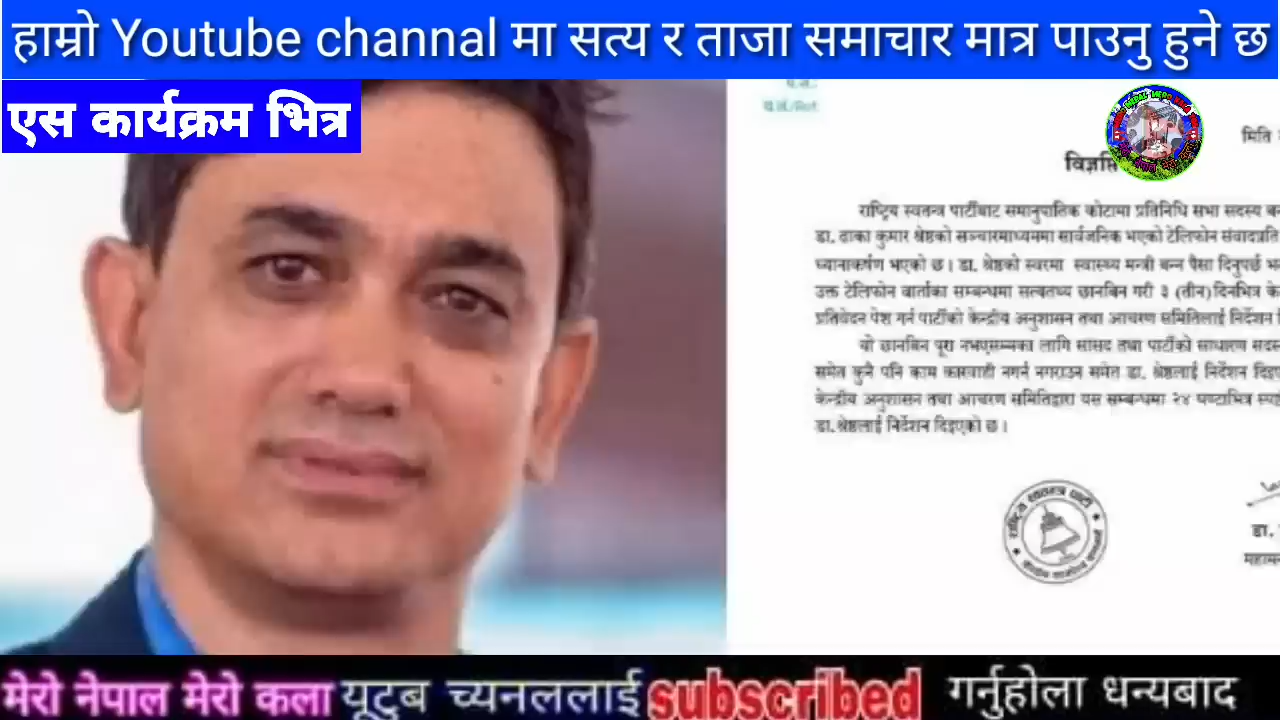 हाम्रो Youtube channal मा सत्य र ताजा समाचार मात्र पाउनु हुने छ
एस कार्यक्रम भित्र
मिति
विज्ञप्ति
राष्ट्रिय स्वतन्त्र पार्टीबाट समानुपातिक कोटामा प्रतिनिधि सभा सदस्य
डा. ढाका कुमार श्रेष्ठको सञ्चारमाध्यममा सार्वजनिक भएको टेलिफोन संवादप्रति
ध्यानाकर्षण भएको छ। डा. श्रेष्ठको स्वरमा स्वास्थ्य मन्त्री बन्न पैसा दिनुपर्छ
उक्त टेलिफोन वार्ताका सम्बन्धमा सत्यतथ्य छानबिन गरी ३ (तीन) दिनभित्र
प्रतिवेदन पेश गर्न पार्टीको केन्द्रीय अनुशासन तथा आचरण समितिलाई निर्देशन
यो छानबिन पूरा नभएसम्मका लागि सांसद तथा पार्टीको साधारण
समेत कुनै पनि काम कारवाही नगर्न नगराउन समेत डा. श्रेष्ठलाई निर्देशन
केन्द्रीय अनुशासन तथा आचरण समितिद्वारा यस सम्बन्धमा २४ घण्टाभित्र
डा. श्रेष्ठलाई निर्देशन दिइएको छ।
राष्ट्रिय स्वतन्त्र पार्टी
डा.
मेरो नेपाल मेरो कला यूटुब च्यनललाई subscribed गर्नुहोला धन्यबाद